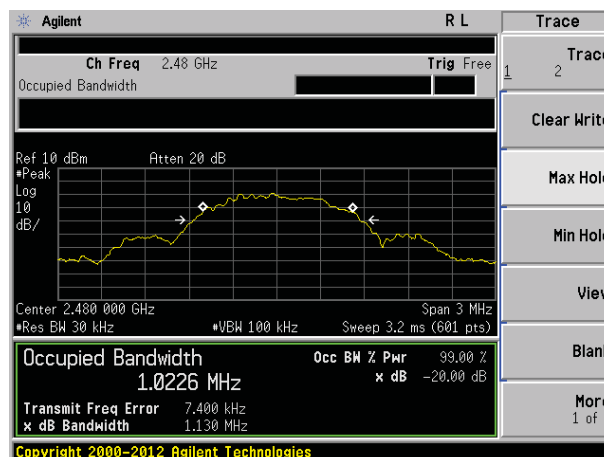 Agilent R L Trace
Ch Freq 2.48 GHz Trig Free
Occupied Bandwidth
Trace
1 2
Clear Write
Max Hold
Min Hold
View
Blank
More
1 of
Ref 10 dBm Atten 20 dB
#Peak
Log
10
dB/
Center 2.480 000 GHz Span 3 MHz
#Res BW 30 kHz #VBW 100 kHz Sweep 3.2 ms (601 pts)
Occupied Bandwidth Occ BW % Pwr 99.00 %
1.0226 MHz x dB -20.00 dB
Transmit Freq Error 7.400 kHz
x dB Bandwidth 1.130 MHz
Copyright 2000-2012 Agilent Technologies